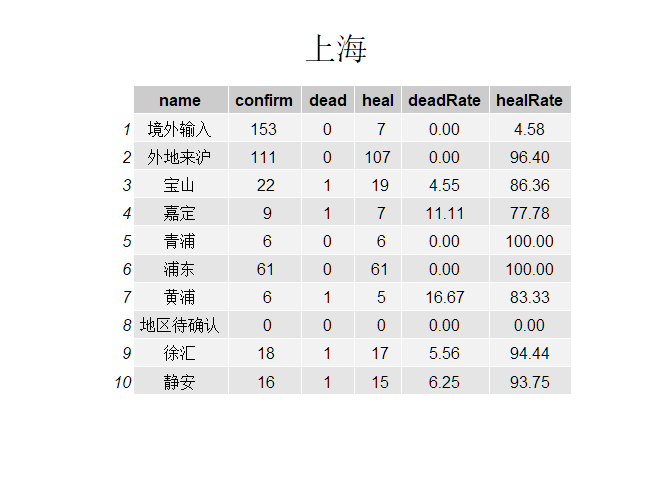 上海
name confirm dead heal deadRate healRate
1 境外输入 153 0 7 0.00 4.58
2 外地来沪 111 0 107 0.00 96.40
3 宝山 22 1 19 4.55 86.36
4 嘉定 9 1 7 11.11 77.78
5 青浦 6 0 6 0.00 100.00
6 浦东 61 0 61 0.00 100.00
7 黄浦 6 1 5 16.67 83.33
8 地区待确认 0 0 0 0.00 0.00
9 徐汇 18 1 17 5.56 94.44
10 静安 16 1 15 6.25 93.75